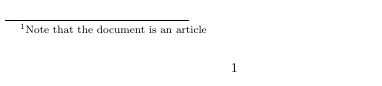 ¹Note that the document is an article
1